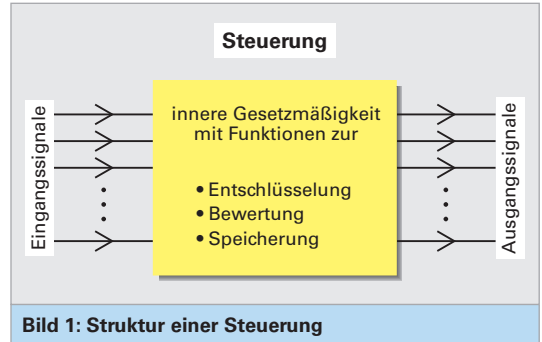 Steuerung
Eingangssignale
innere Gesetzmäßigkeit
mit Funktionen zur
• Entschlüsselung
• Bewertung
• Speicherung
Ausgangssignale
Bild 1: Struktur einer Steuerung